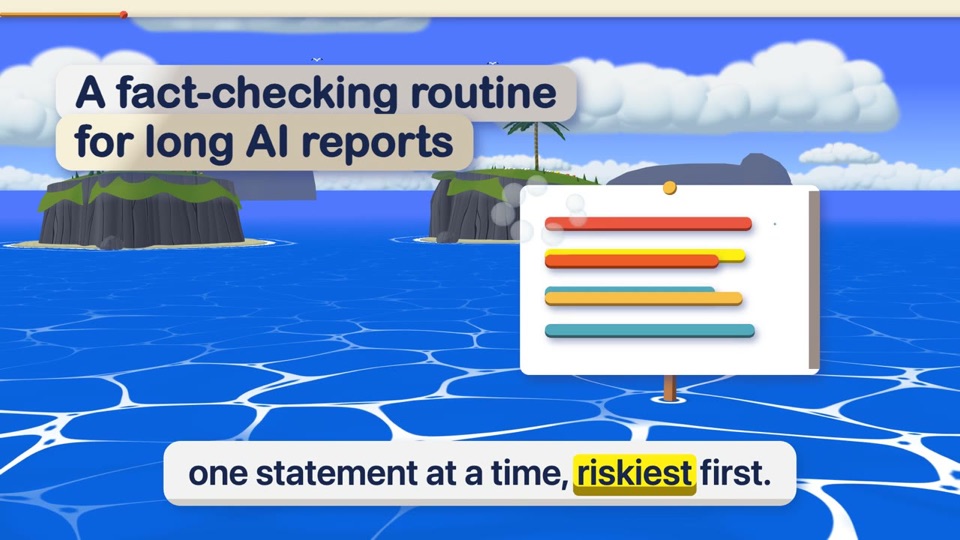 A fact-checking routine
for long AI reports
one statement at a time, riskiest first.